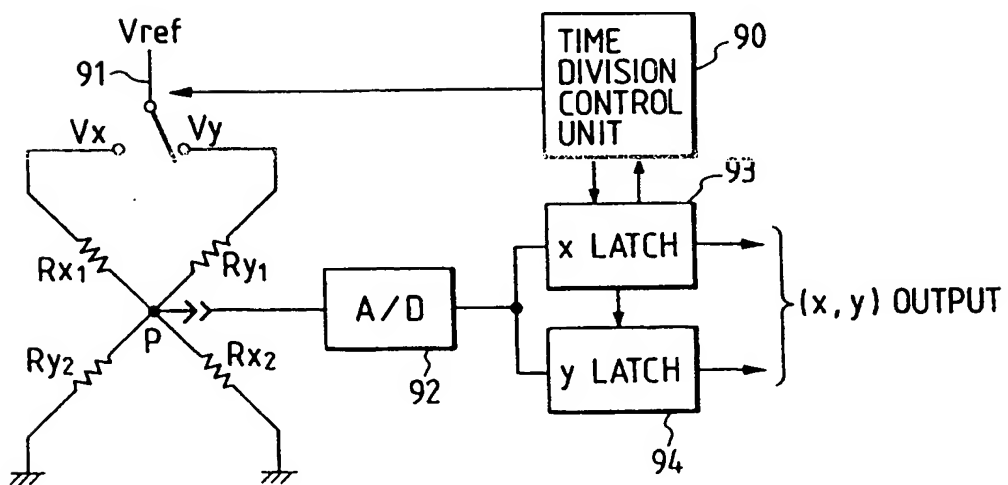 Vref
91
Vx
Vy
TIME
DIVISION
CONTROL
UNIT
90
Rx1
Ry1
P
Ry2
Rx2
A/D
92
93
x LATCH
y LATCH
94
(x, y) OUTPUT